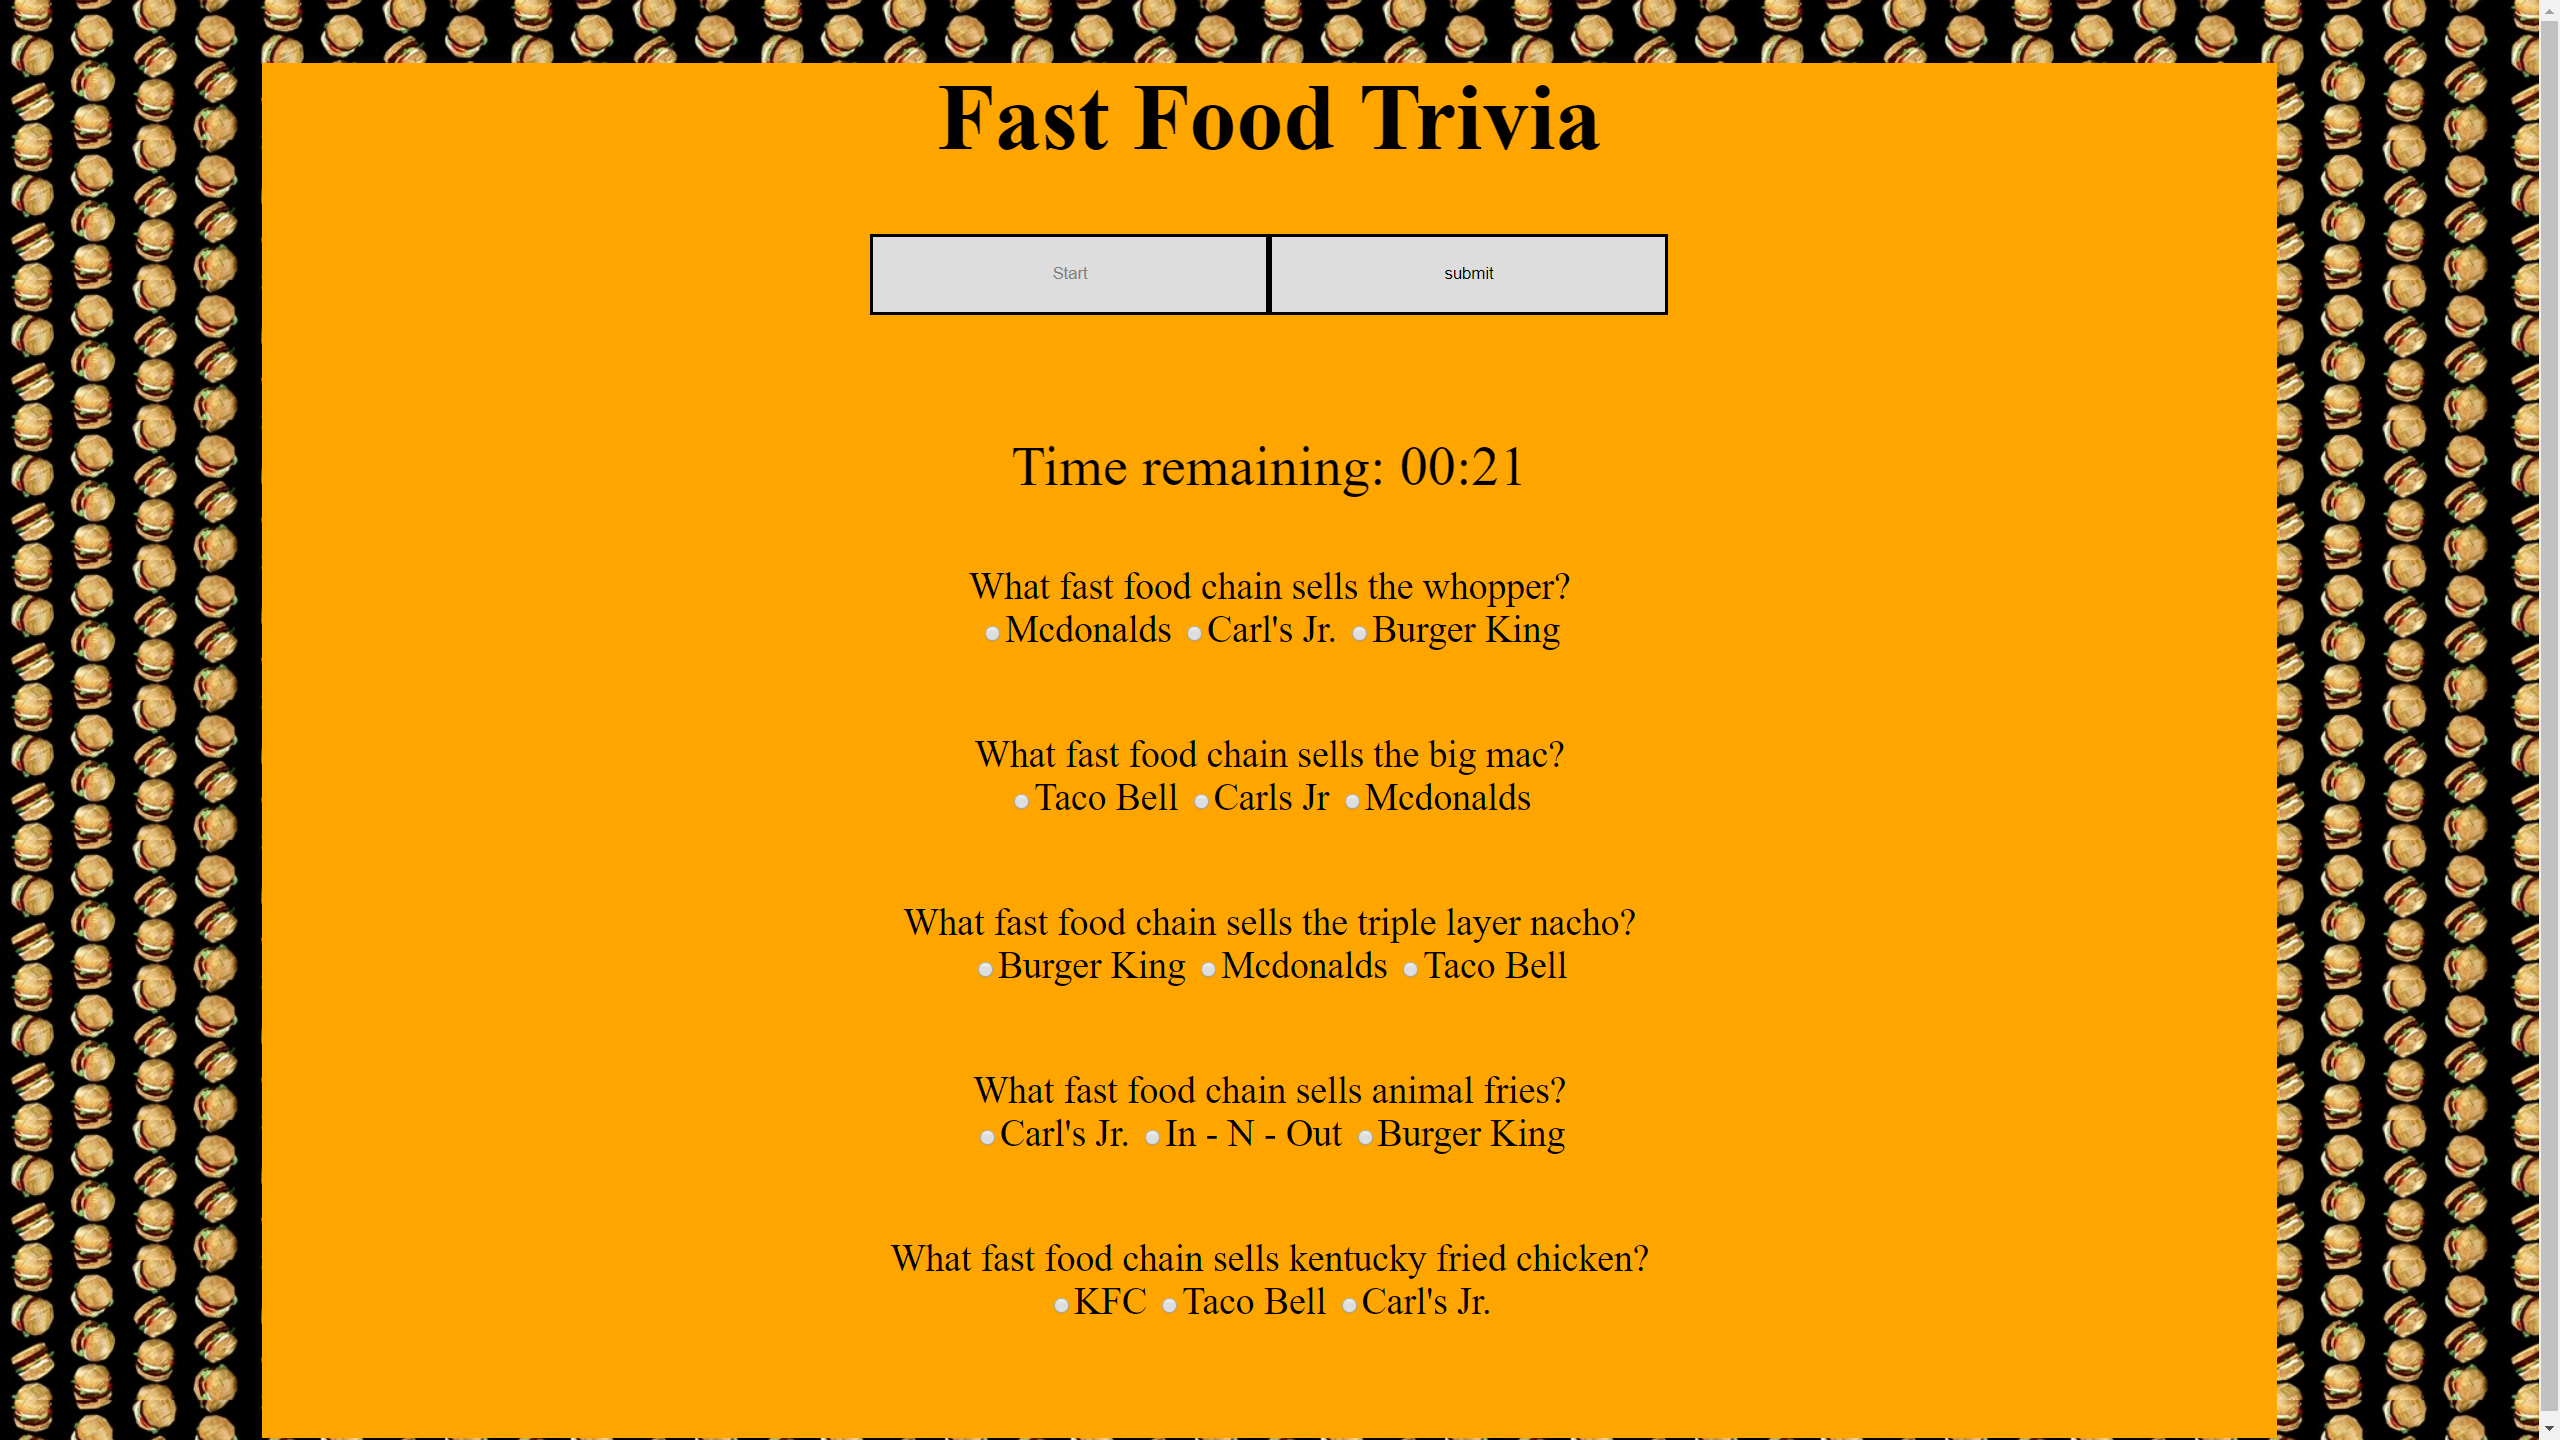 Fast Food Trivia
Start submit
Time remaining: 00:21
What fast food chain sells the whopper?
Mcdonalds Carl's Jr. Burger King
What fast food chain sells the big mac?
Taco Bell Carls Jr Mcdonalds
What fast food chain sells the triple layer nacho?
Burger King Mcdonalds Taco Bell
What fast food chain sells animal fries?
Carl's Jr. In - N - Out Burger King
What fast food chain sells kentucky fried chicken?
KFC Taco Bell Carl's Jr.